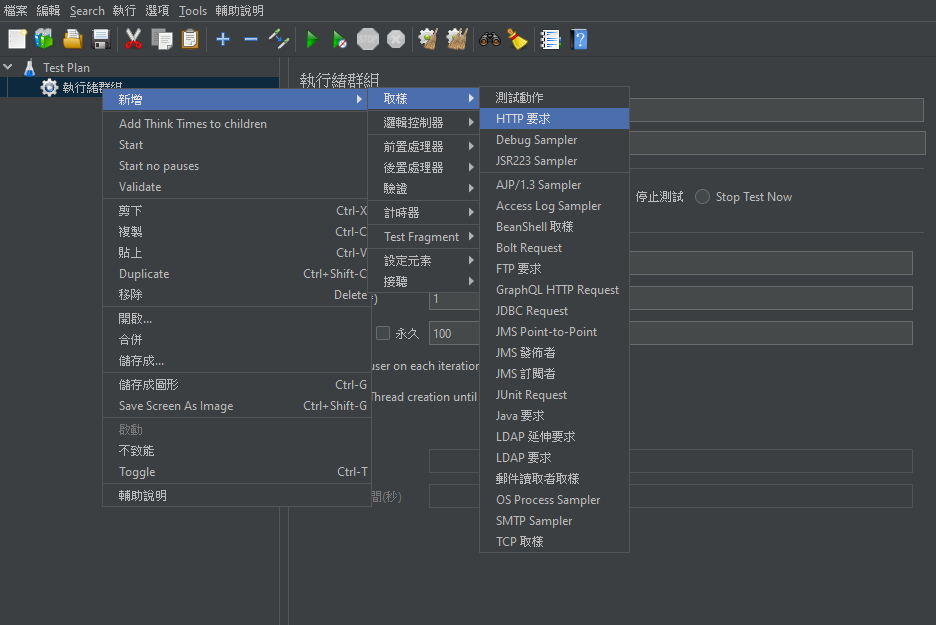 檔案 編輯 Search 執行 選項 Tools 輔助說明
Test Plan
執行緒群組
執行緒群組
新增
Add Think Times to children
Start
Start no pauses
Validate
剪下 Ctrl-X
複製 Ctrl-C
貼上 Ctrl-V
Duplicate Ctrl+Shift-C
移除 Delete
開啟...
合併
儲存成...
儲存成圖形 Ctrl-G
Save Screen As Image Ctrl+Shift-G
啟動
不致能
Toggle Ctrl-T
輔助說明
取樣
邏輯控制器
前置處理器
後置處理器
驗證
計時器
Test Fragment
設定元素
接聽
測試動作
HTTP 要求
Debug Sampler
JSR223 Sampler
AJP/1.3 Sampler
Access Log Sampler
BeanShell 取樣
Bolt Request
FTP 要求
GraphQL HTTP Request
JDBC Request
JMS Point-to-Point
JMS 發佈者
JMS 訂閱者
JUnit Request
Java 要求
LDAP 延伸要求
LDAP 要求
郵件讀取者取樣
OS Process Sampler
SMTP Sampler
TCP 取樣
停止測試 Stop Test Now
1
永久 100
user on each iteration
Thread creation until
間(秒)